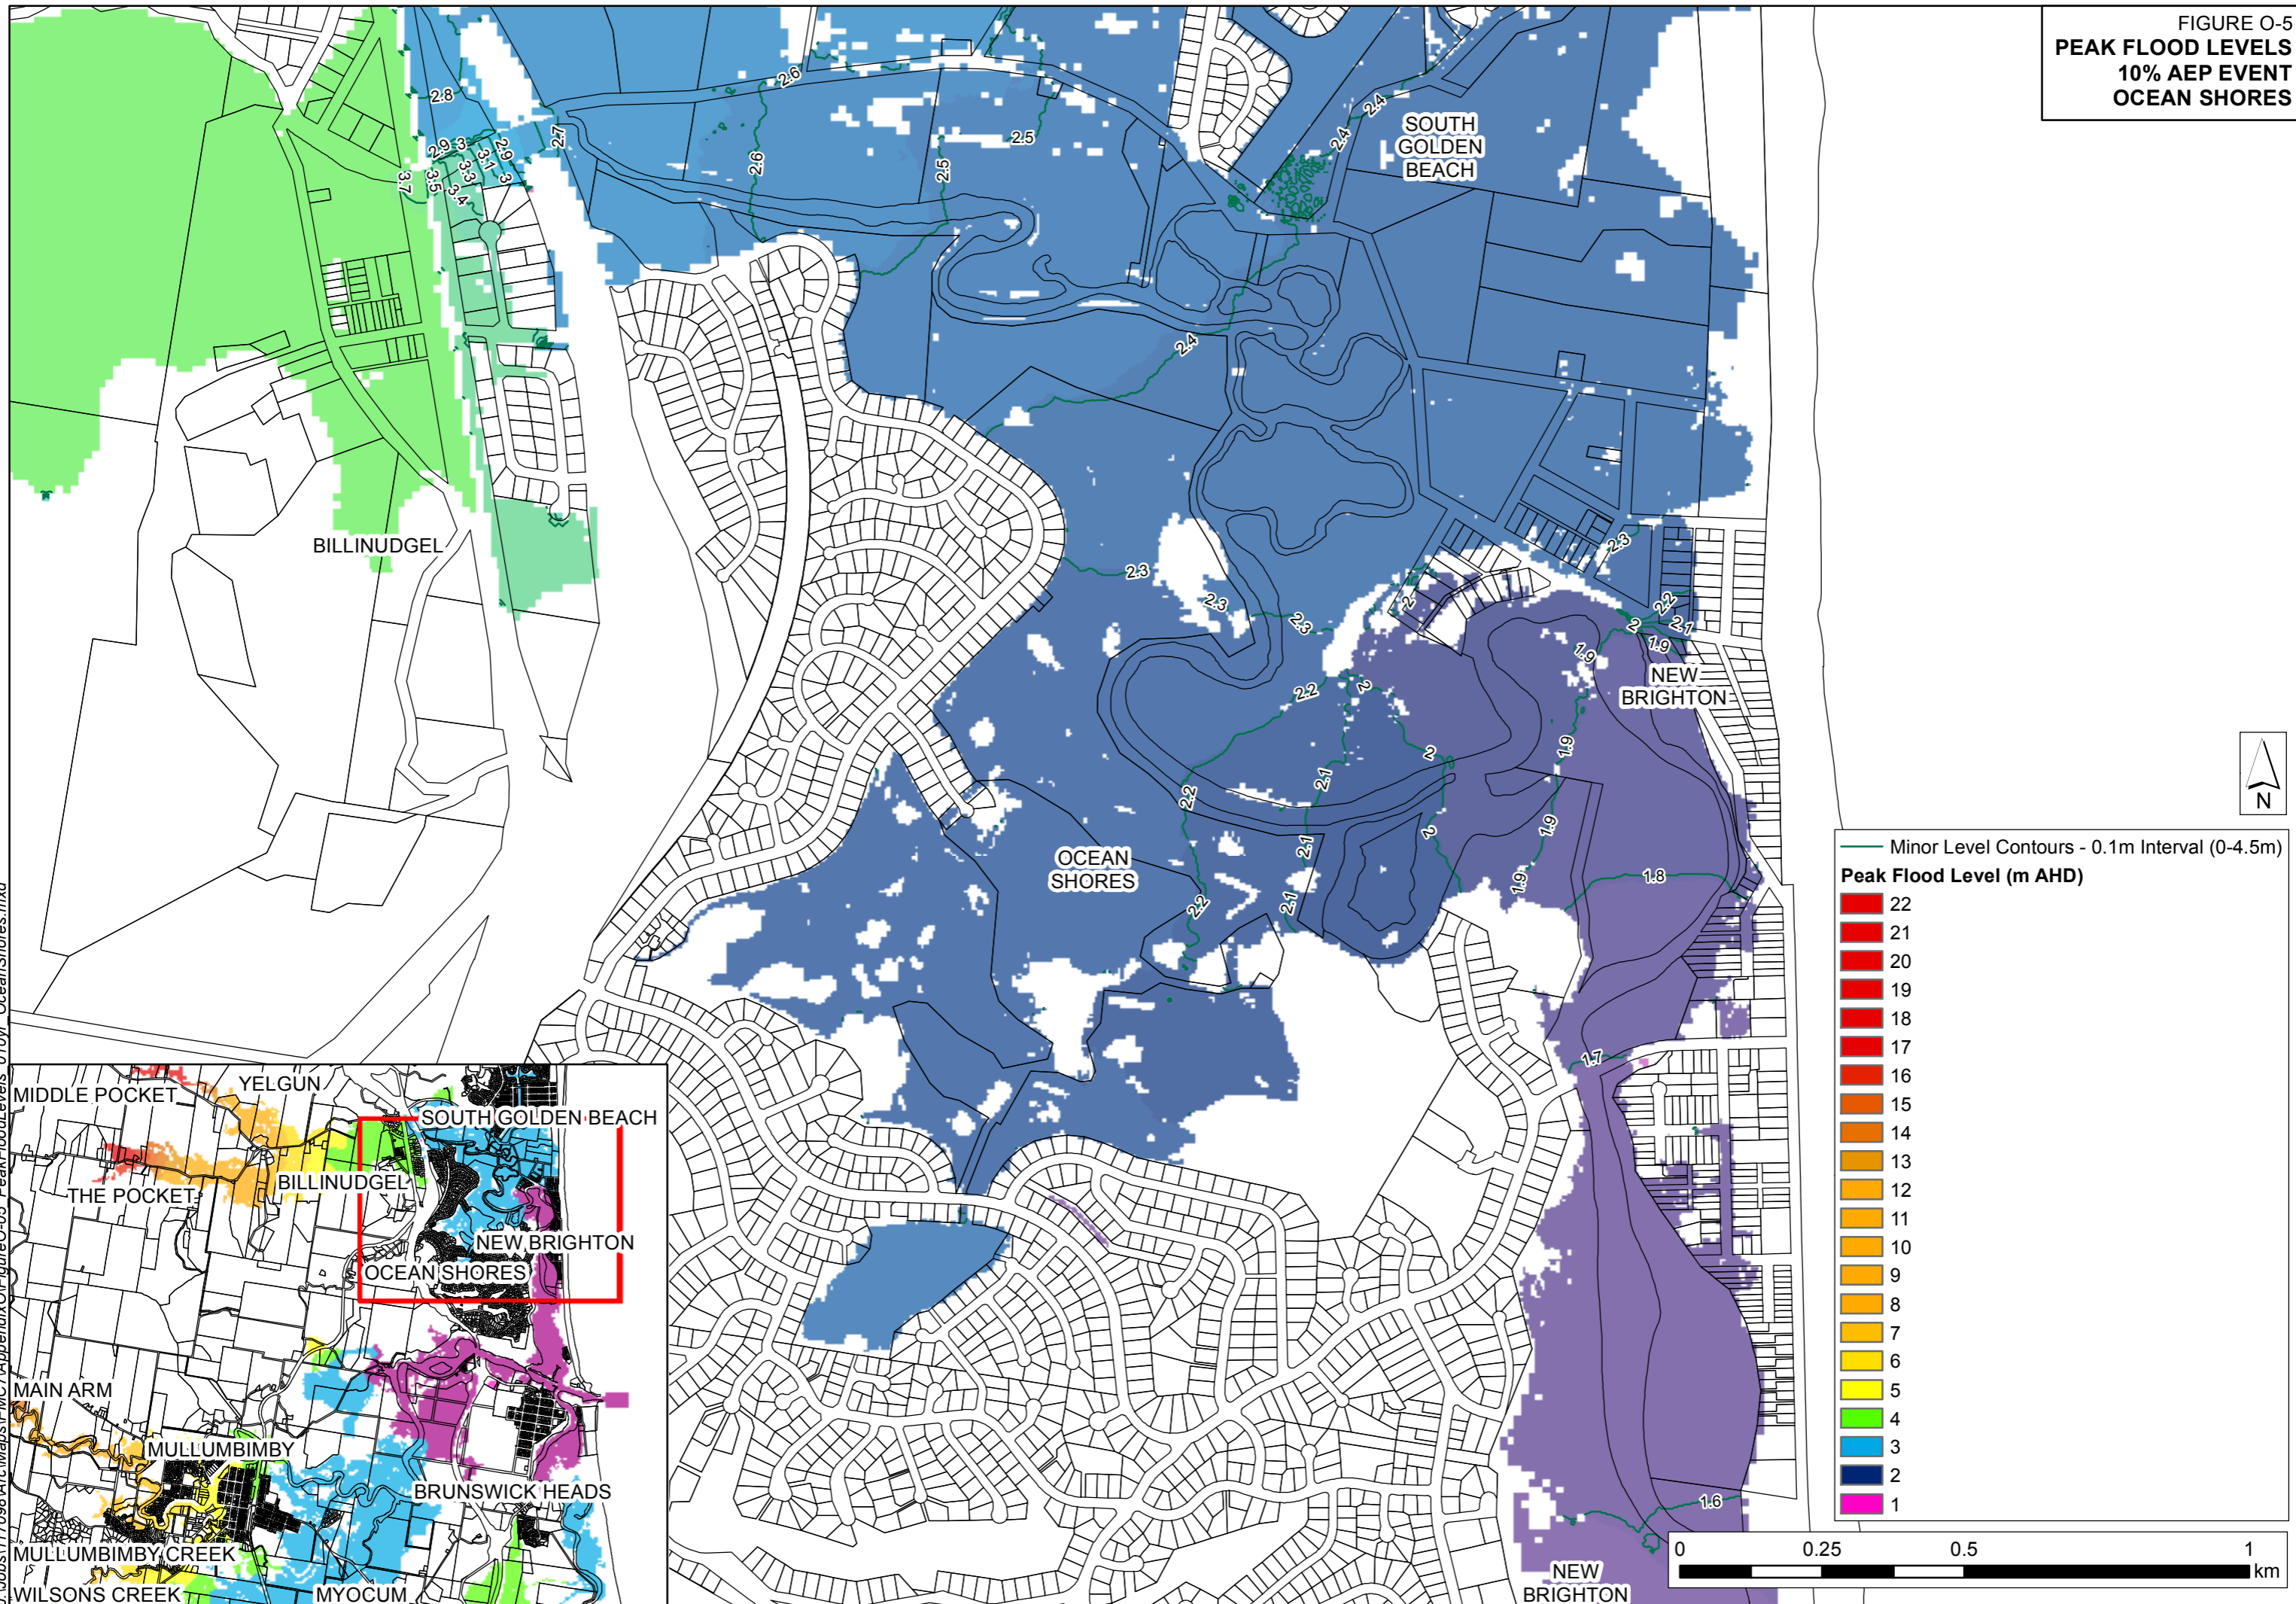 FIGURE O-5
PEAK FLOOD LEVELS
10% AEP EVENT
OCEAN SHORES
SOUTH
GOLDEN
BEACH
2.8
2.6
2.7
2.6
2.5
2.5
2.4
2.4
2.9
3
3.1
2.9
3
3.3
3.4
3.5
3.7
2.4
BILLINUDGEL
2.3
2.3
2.3
2.3
2
2.2
2
2.1
1.9
1.9
NEW
BRIGHTON
2.2
2
2
1.9
2.1
2.2
2
1.9
2.1
OCEAN
SHORES
2.2
2.1
1.9
1.8
1.7
1.6
NEW
BRIGHTON
N
Minor Level Contours - 0.1m Interval (0-4.5m)
Peak Flood Level (m AHD)
22
21
20
19
18
17
16
15
14
13
12
11
10
9
8
7
6
5
4
3
2
1
0 0.25 0.5 1
km
MIDDLE POCKET
YELGUN
SOUTH GOLDEN BEACH
THE POCKET
BILLINUDGEL
NEW BRIGHTON
OCEAN SHORES
MAIN ARM
MULLUMBIMBY
BRUNSWICK HEADS
MULLUMBIMBY CREEK
WILSONS CREEK
MYOCUM